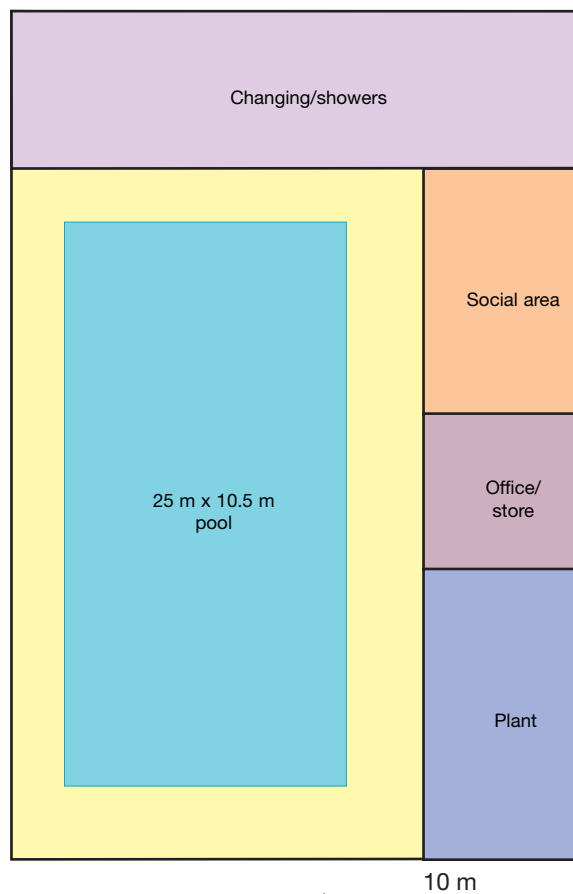 Changing/showers
Social area
Office/
store
25 m x 10.5 m
pool
Plant
10 m